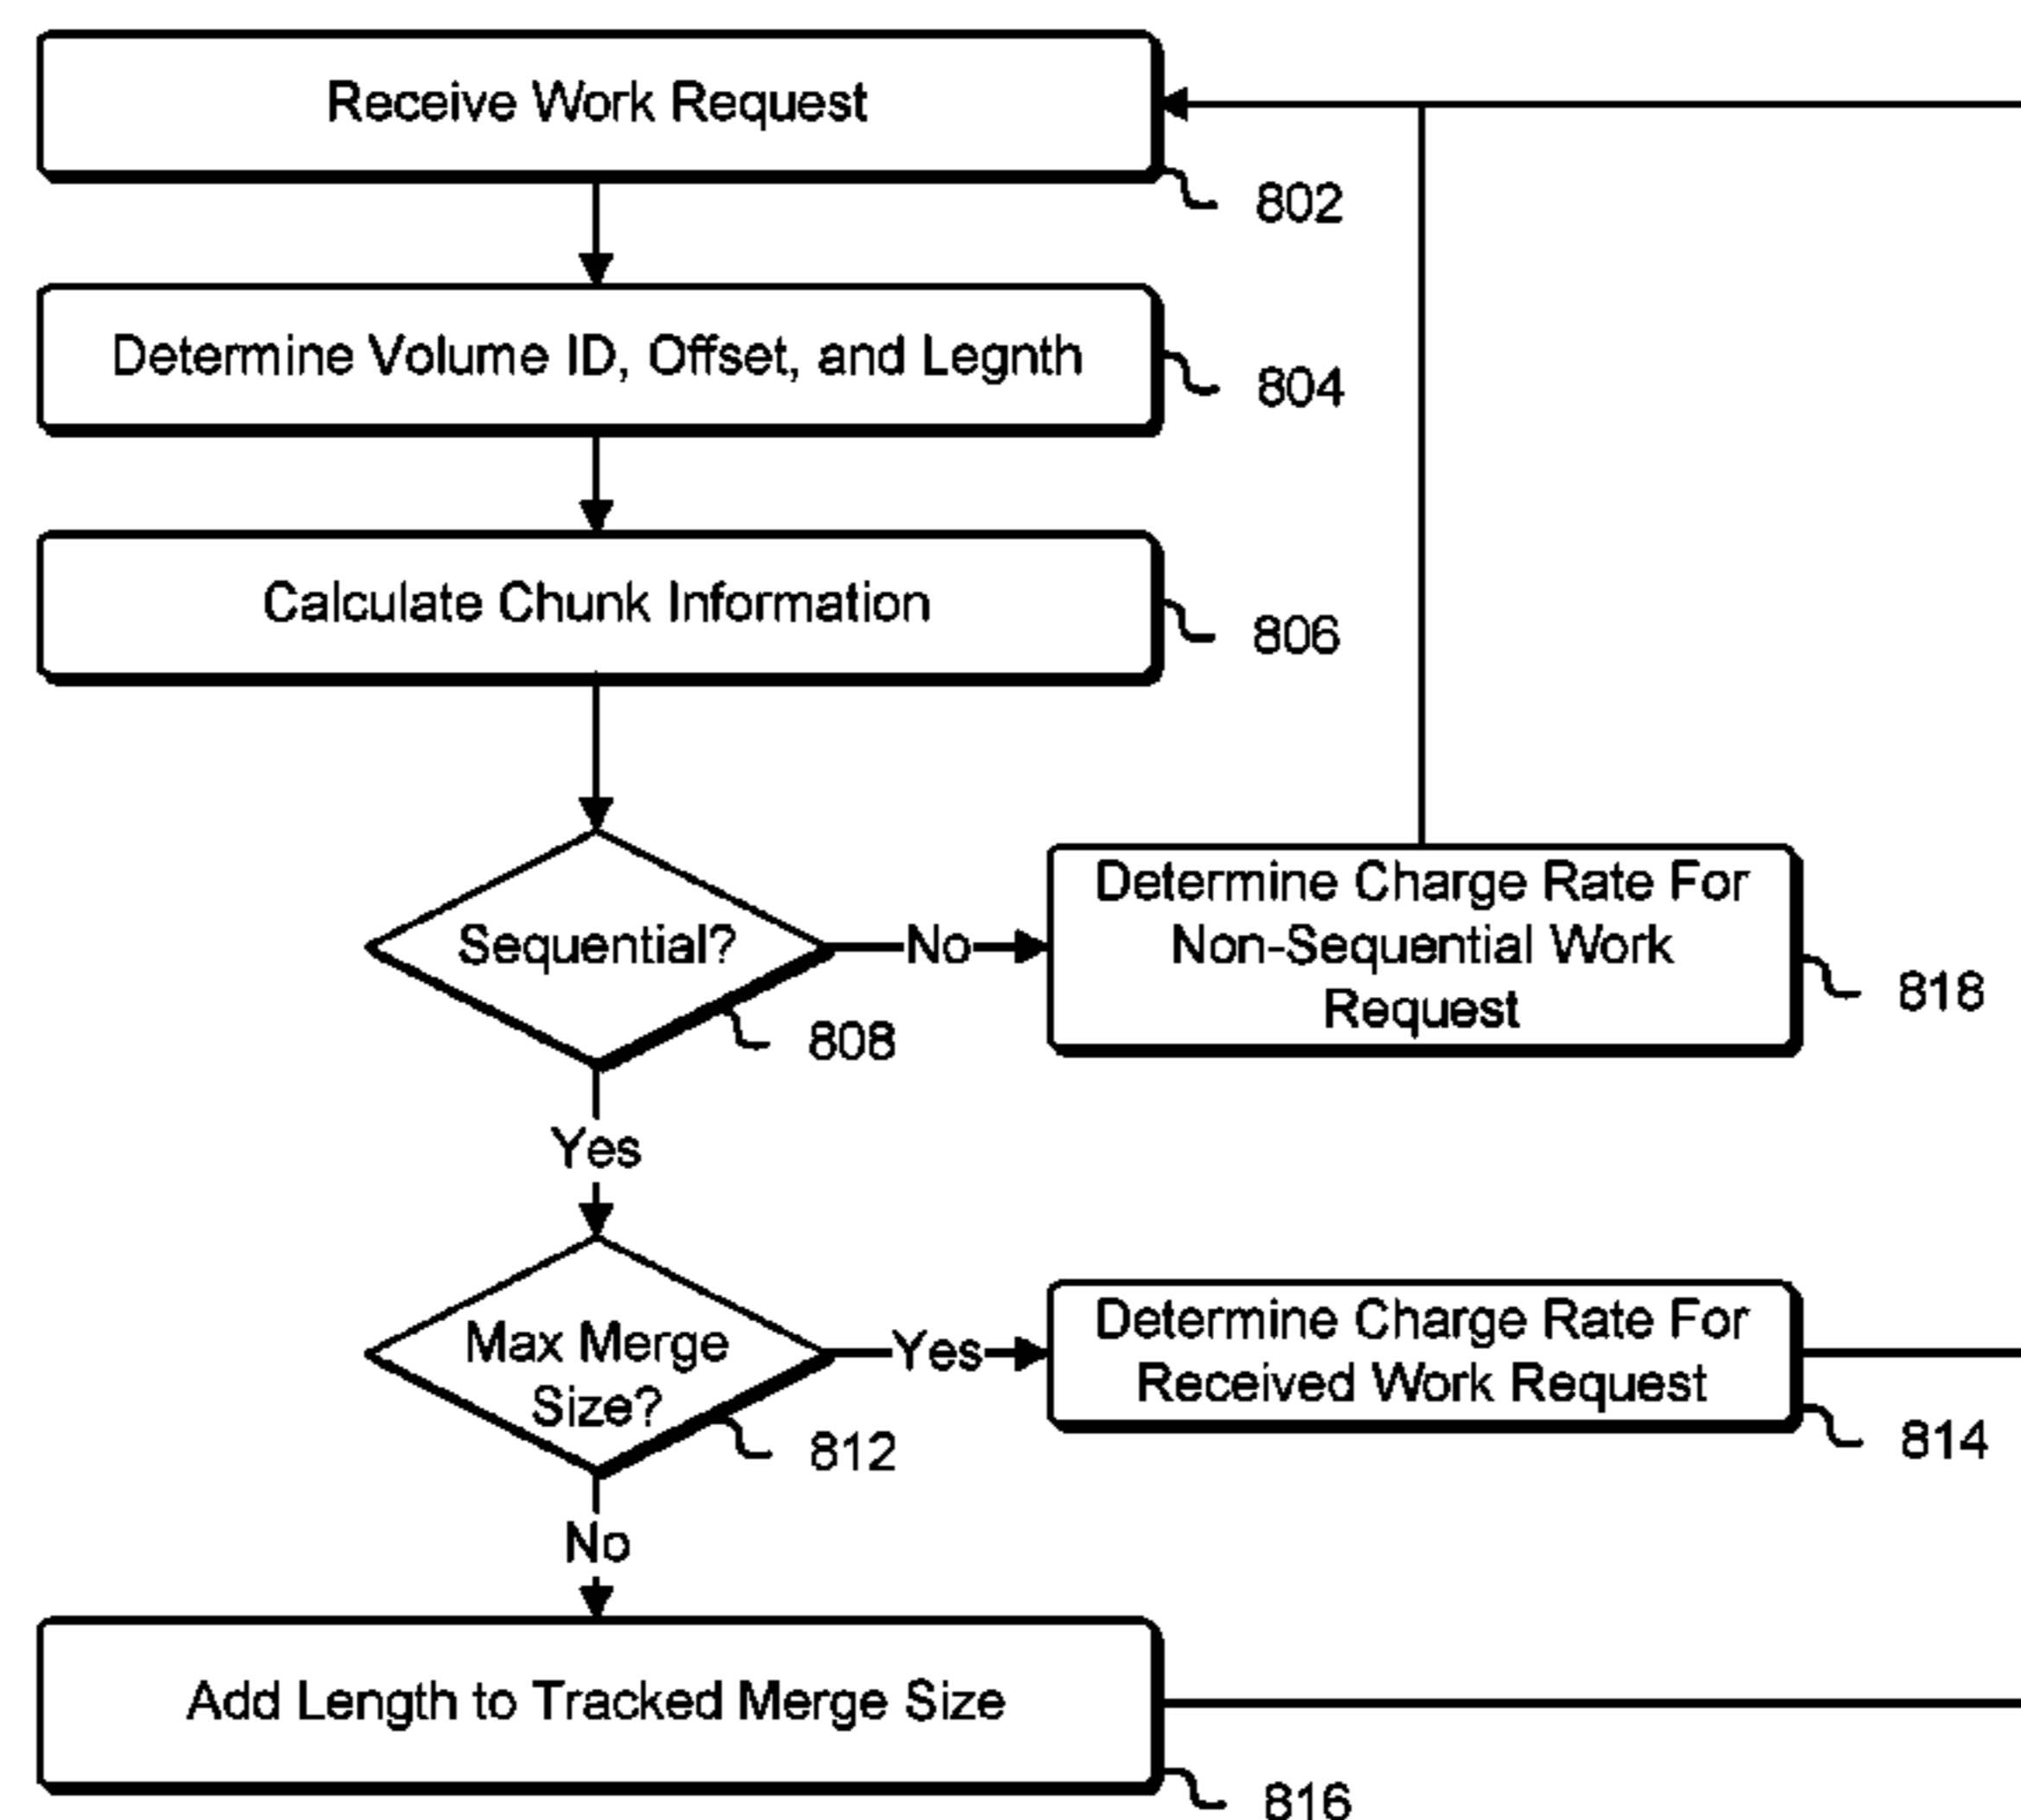 Receive Work Request
802
Determine Volume ID, Offset, and Legnth
804
Calculate Chunk Information
806
Sequential?
No
Determine Charge Rate For
Non-Sequential Work
Request
818
808
Yes
Max Merge
Size?
Yes
Determine Charge Rate For
Received Work Request
814
812
No
Add Length to Tracked Merge Size
816